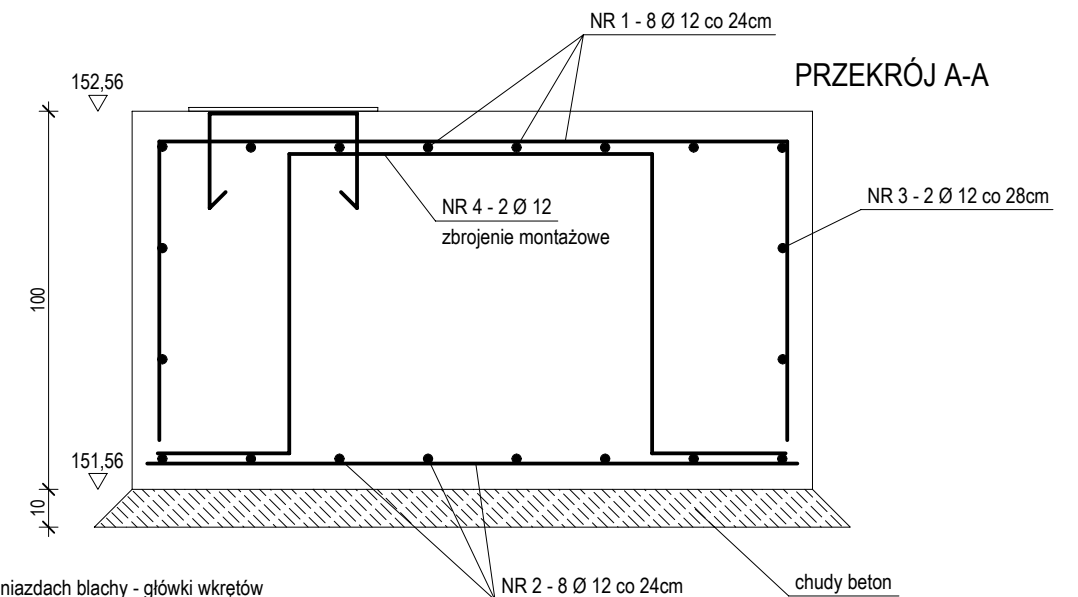 NR 1 - 8 Ø 12 co 24cm
PRZEKRÓJ A-A
152,56
NR 3 - 2 Ø 12 co 28cm
NR 4 - 2 Ø 12
zbrojenie montażowe
100
151,56
10
niazdach blachy - główki wkrętów
NR 2 - 8 Ø 12 co 24cm
chudy beton